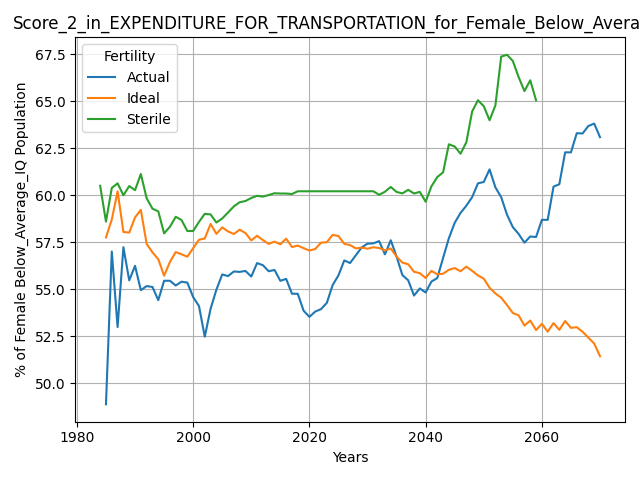 Score_2_in_EXPENDITURE_FOR_TRANSPORTATION_for_Female_Below_Avera
Fertility
Actual
Ideal
Sterile
% of Female Below_Average_IQ Population
67.5
65.0
62.5
60.0
57.5
55.0
52.5
50.0
1980 2000 2020 2040 2060
Years